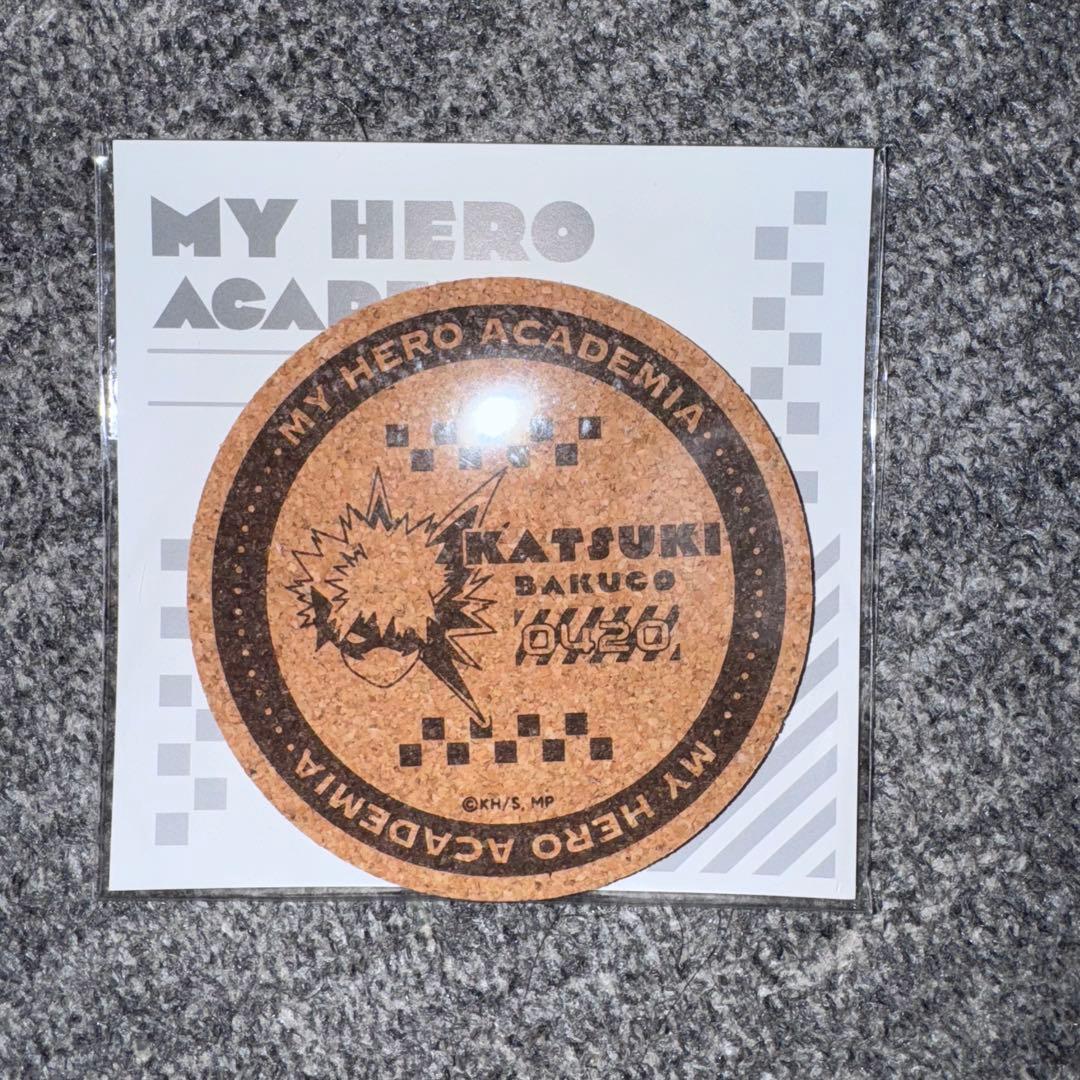 MY HERO
ACADE
MY HERO ACADEMIA
KATSUKI
BAKUGO
0420
©KH/S, MP
MY HERO ACADEMIA